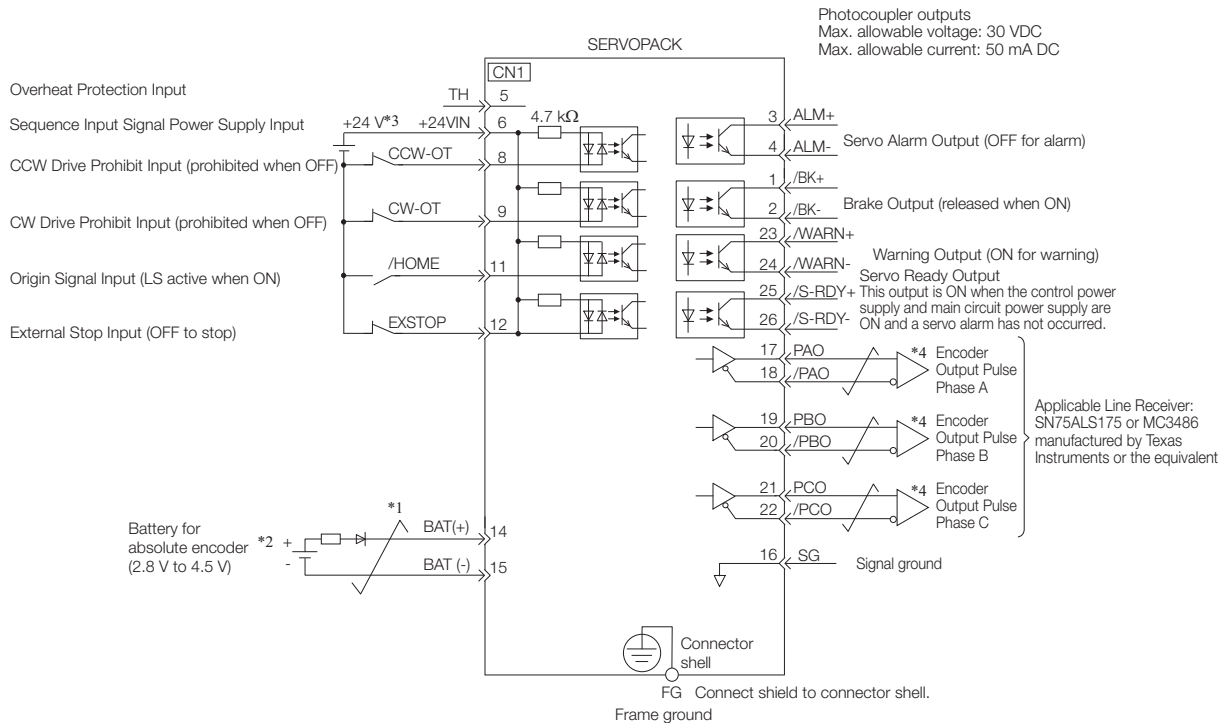 Photocoupler outputs
Max. allowable voltage: 30 VDC
Max. allowable current: 50 mA DC
SERVOPACK
CN1
Overheat Protection Input
TH 5
Sequence Input Signal Power Supply Input
+24 V*3 +24VIN 6
4.7 kΩ
CCW Drive Prohibit Input (prohibited when OFF)
CCW-OT 8
CW Drive Prohibit Input (prohibited when OFF)
CW-OT 9
Origin Signal Input (LS active when ON)
/HOME 11
External Stop Input (OFF to stop)
EXSTOP 12
3 ALM+
4 ALM-
Servo Alarm Output (OFF for alarm)
1 /BK+
2 /BK-
Brake Output (released when ON)
23 /WARN+
24 /WARN-
Warning Output (ON for warning)
Servo Ready Output
25 /S-RDY+
26 /S-RDY-
This output is ON when the control power
supply and main circuit power supply are
ON and a servo alarm has not occurred.
17 PAO
18 /PAO
*4 Encoder
Output Pulse
Phase A
19 PBO
20 /PBO
*4 Encoder
Output Pulse
Phase B
21 PCO
22 /PCO
*4 Encoder
Output Pulse
Phase C
Applicable Line Receiver:
SN75ALS175 or MC3486
manufactured by Texas
Instruments or the equivalent
Battery for
absolute encoder
(2.8 V to 4.5 V)
*2 +
-
*1
BAT(+) 14
BAT (-) 15
16 SG
Signal ground
Connector
shell
FG Connect shield to connector shell.
Frame ground